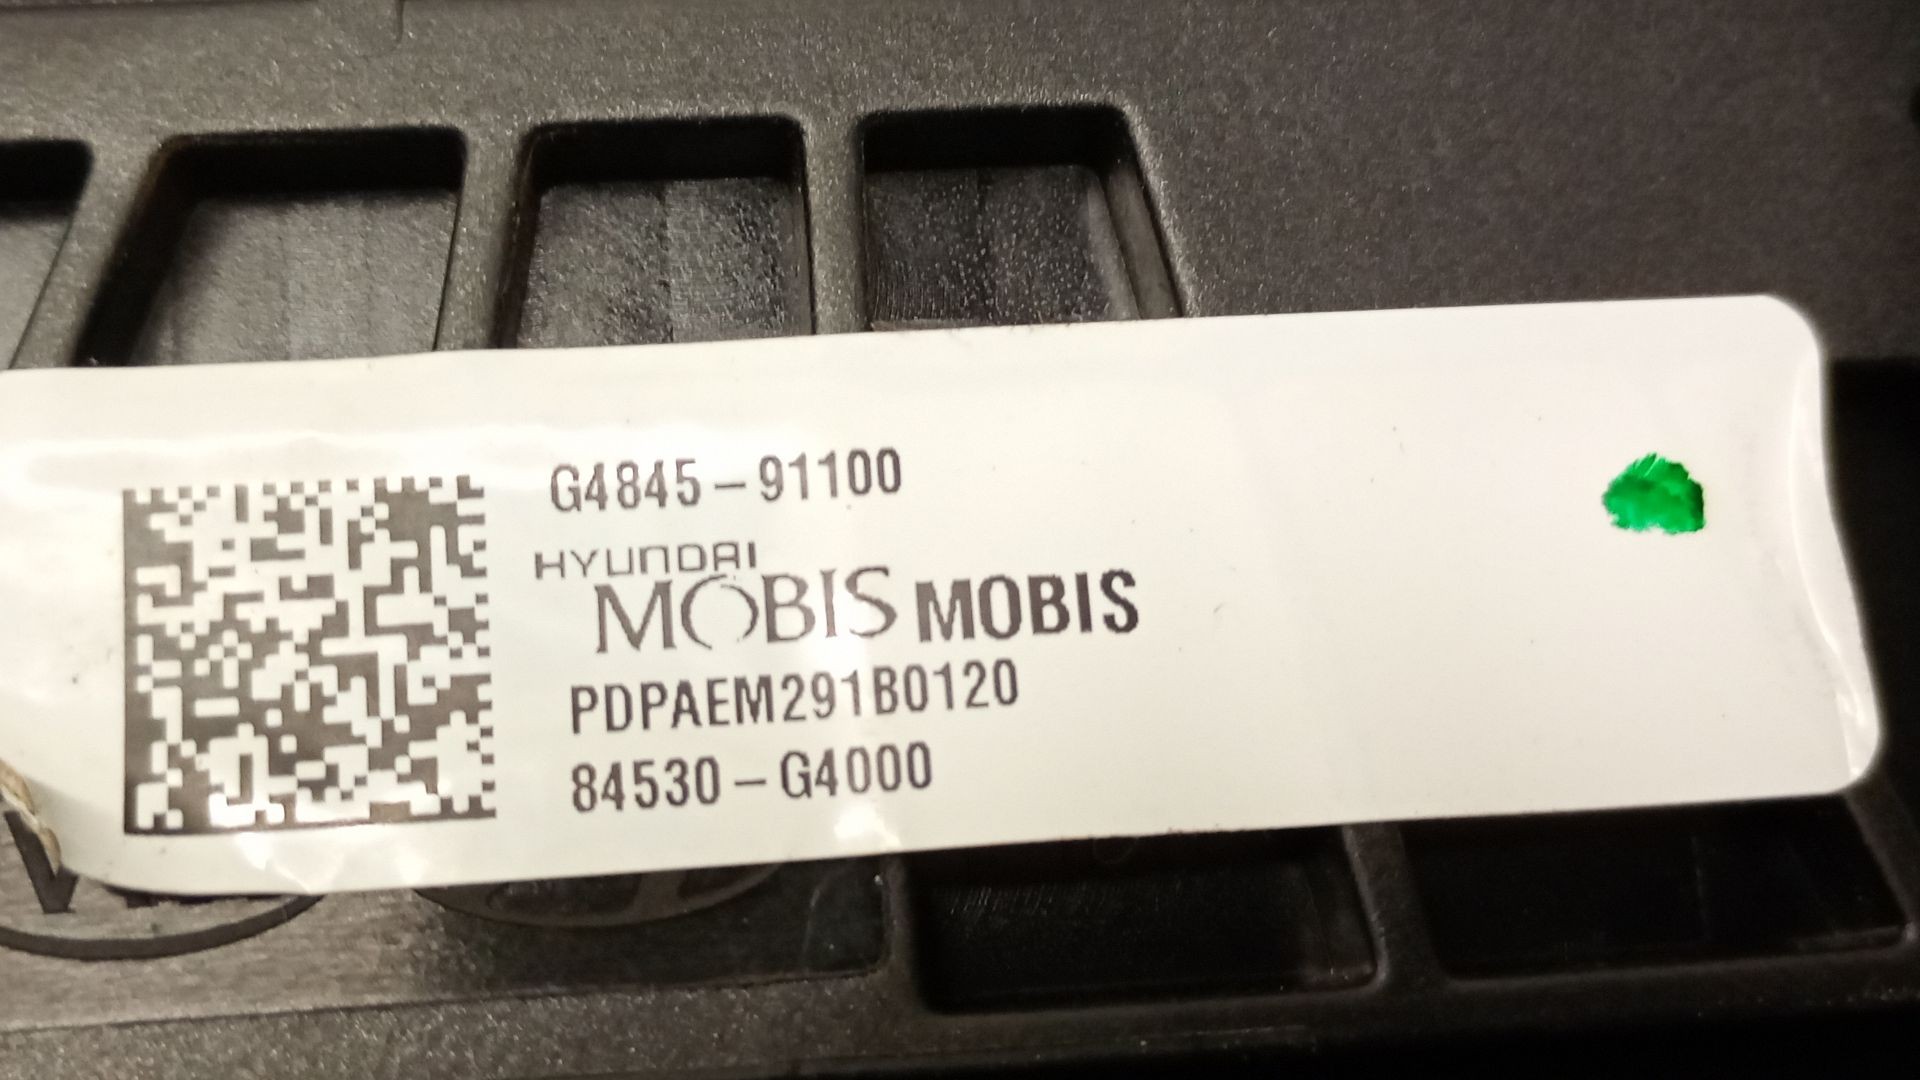 G4845-91100
HYUNDAI
MOBIS MOBIS
PDPAEM291B0120
84530-G4000